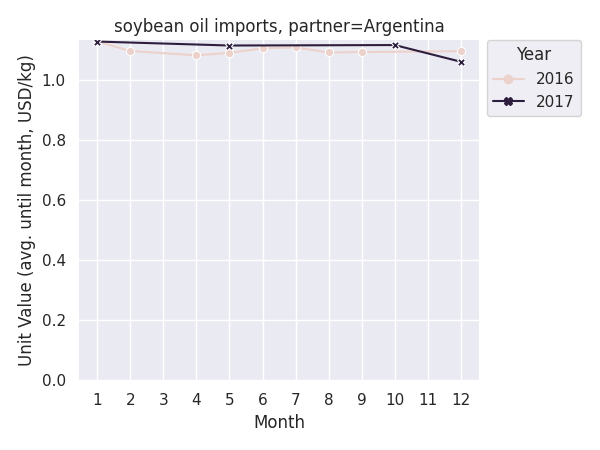 soybean oil imports, partner=Argentina
Unit Value (avg. until month, USD/kg)
1.0
0.8
0.6
0.4
0.2
0.0
1 2 3 4 5 6 7 8 9 10 11 12
Month
Year
2016
2017